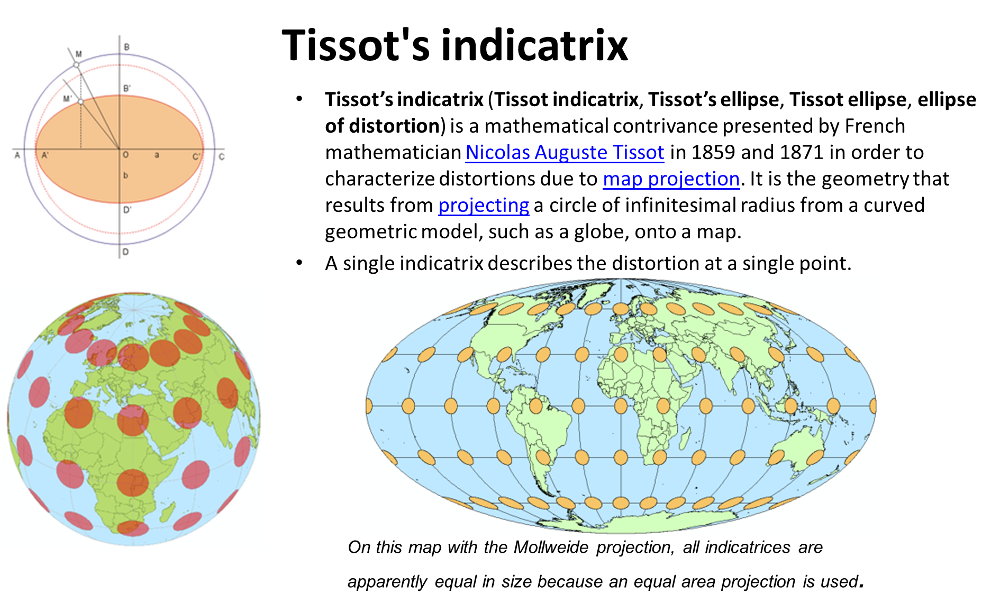 Tissot's indicatrix
• Tissot’s indicatrix (Tissot indicatrix, Tissot’s ellipse, Tissot ellipse, ellipse
of distortion) is a mathematical contrivance presented by French
mathematician Nicolas Auguste Tissot in 1859 and 1871 in order to
characterize distortions due to map projection. It is the geometry that
results from projecting a circle of infinitesimal radius from a curved
geometric model, such as a globe, onto a map.
• A single indicatrix describes the distortion at a single point.
B
M
B'
M'
A A' O a C' C
b
D'
D
On this map with the Mollweide projection, all indicatrices are
apparently equal in size because an equal area projection is used.